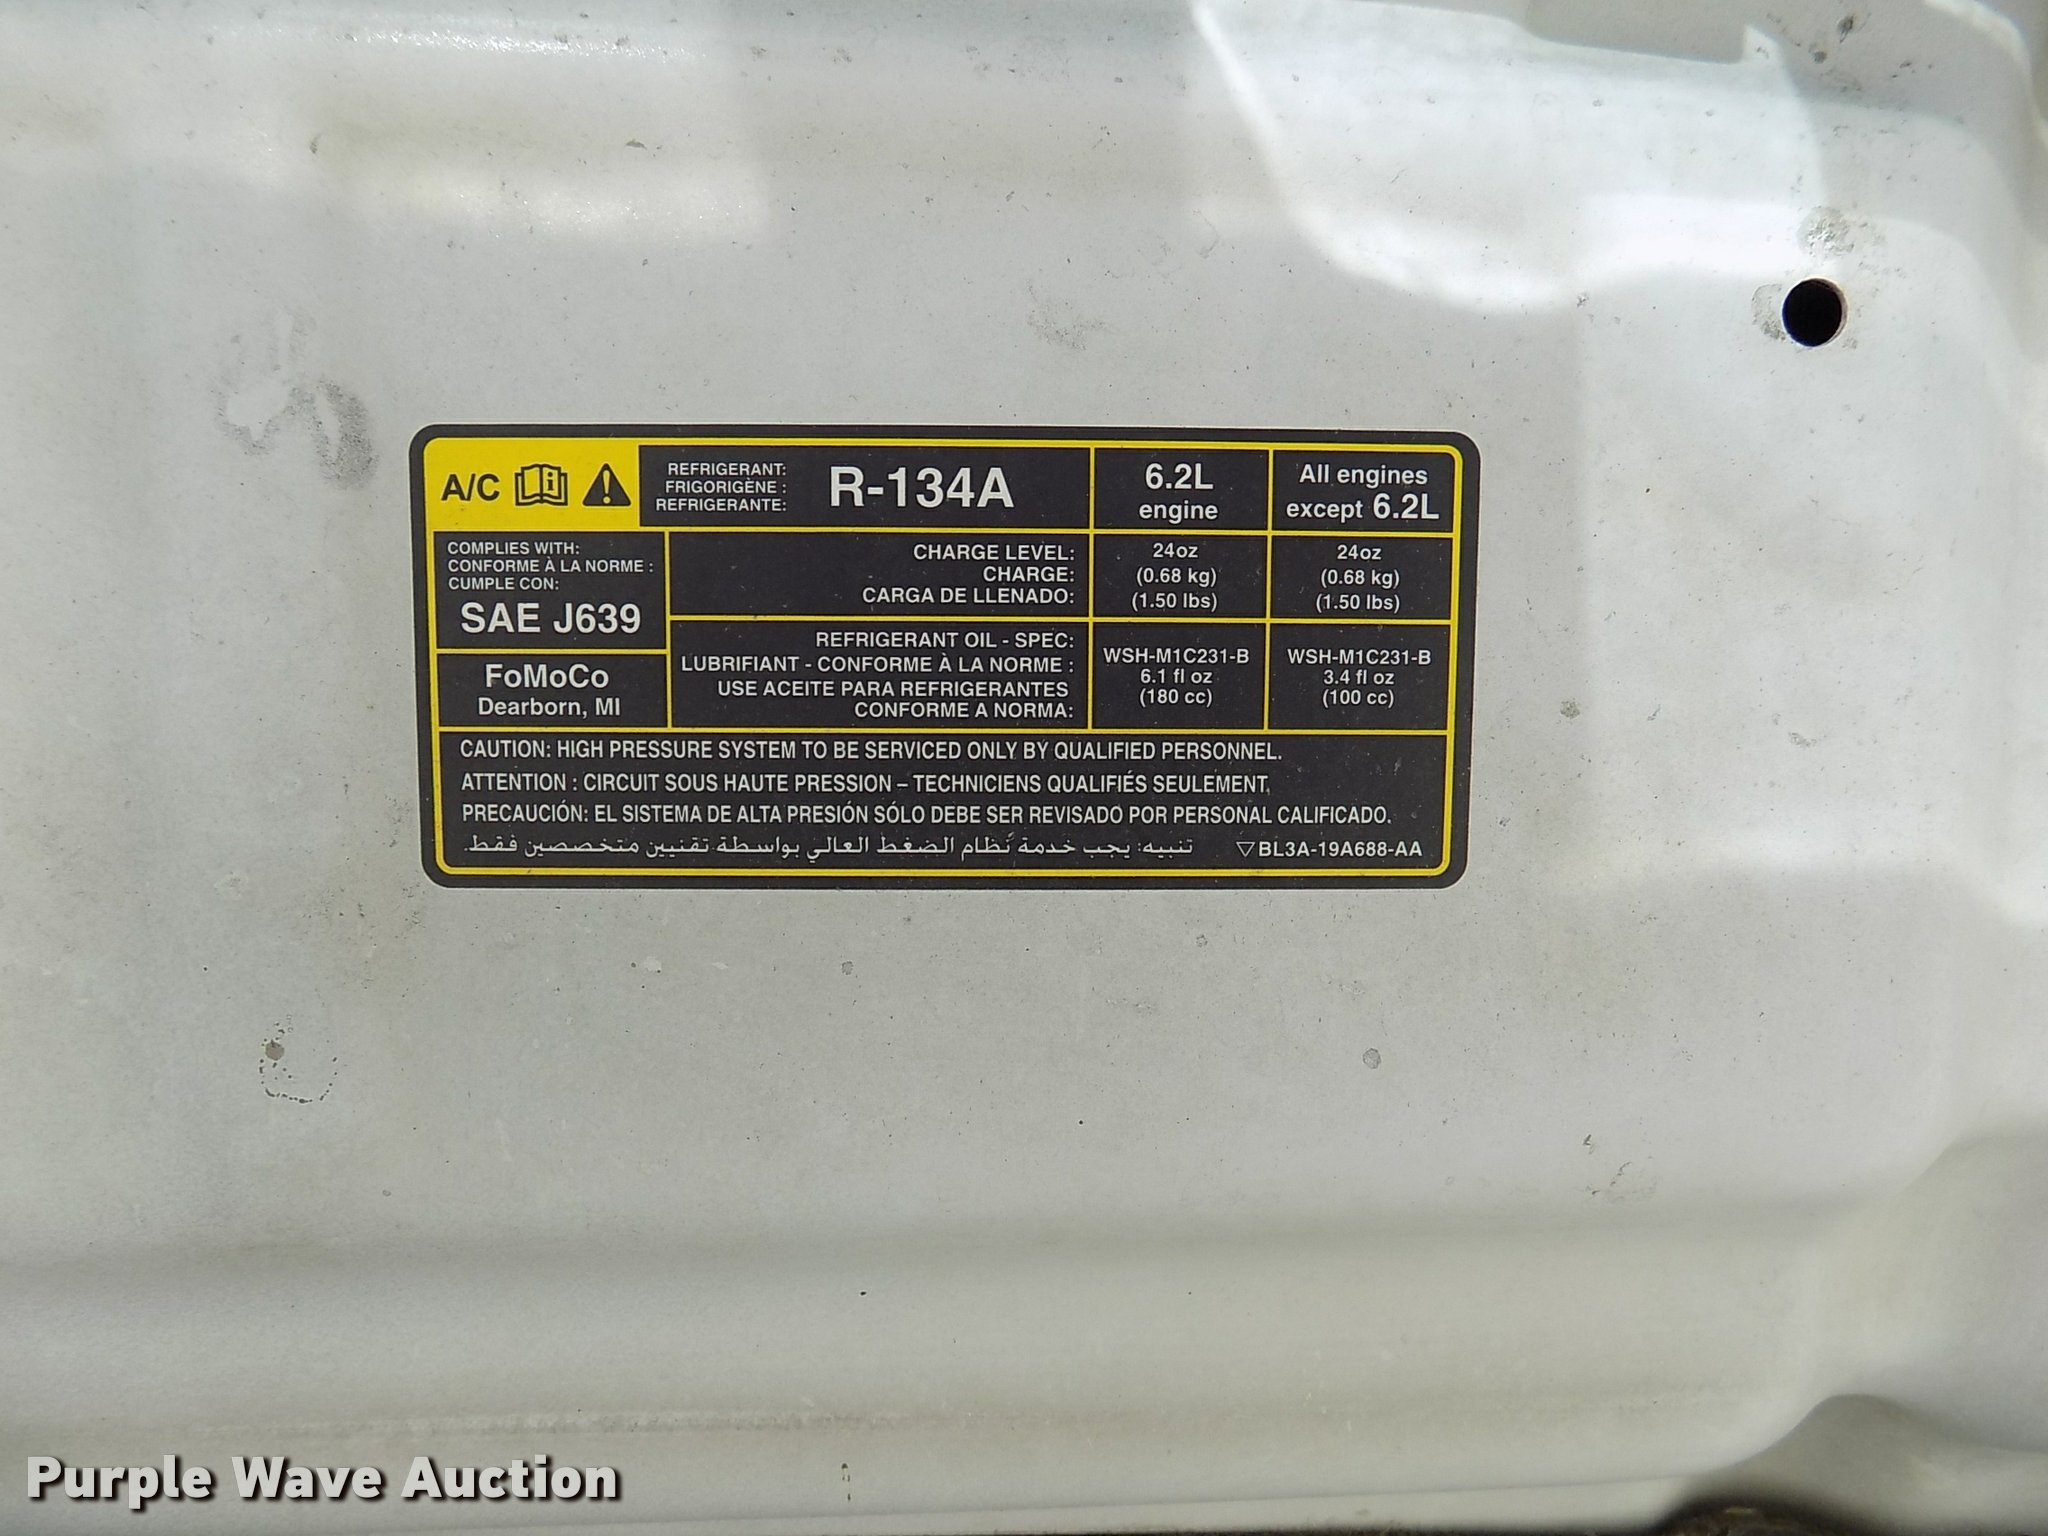 A/C
REFRIGERANT:
FRIGORIGÈNE :
REFRIGERANTE:
R-134A
6.2L
engine
All engines
except 6.2L
COMPLIES WITH:
CONFORME À LA NORME :
CUMPLE CON:
SAE J639
CHARGE LEVEL:
CHARGE:
CARGA DE LLENADO:
24oz
(0.68 kg)
(1.50 lbs)
24oz
(0.68 kg)
(1.50 lbs)
FoMoCo
Dearborn, MI
REFRIGERANT OIL - SPEC:
LUBRIFIANT - CONFORME À LA NORME :
USE ACEITE PARA REFRIGERANTES
CONFORME A NORMA:
WSH-M1C231-B
6.1 fl oz
(180 cc)
WSH-M1C231-B
3.4 fl oz
(100 cc)
CAUTION: HIGH PRESSURE SYSTEM TO BE SERVICED ONLY BY QUALIFIED PERSONNEL.
ATTENTION : CIRCUIT SOUS HAUTE PRESSION – TECHNICIENS QUALIFIÉS SEULEMENT.
PRECAUCIÓN: EL SISTEMA DE ALTA PRESIÓN SÓLO DEBE SER REVISADO POR PERSONAL CALIFICADO.
تنبيه: يجب خدمة نظام الضغط العالي بواسطة تقنيين متخصصين فقط.
BL3A-19A688-AA
Purple Wave Auction